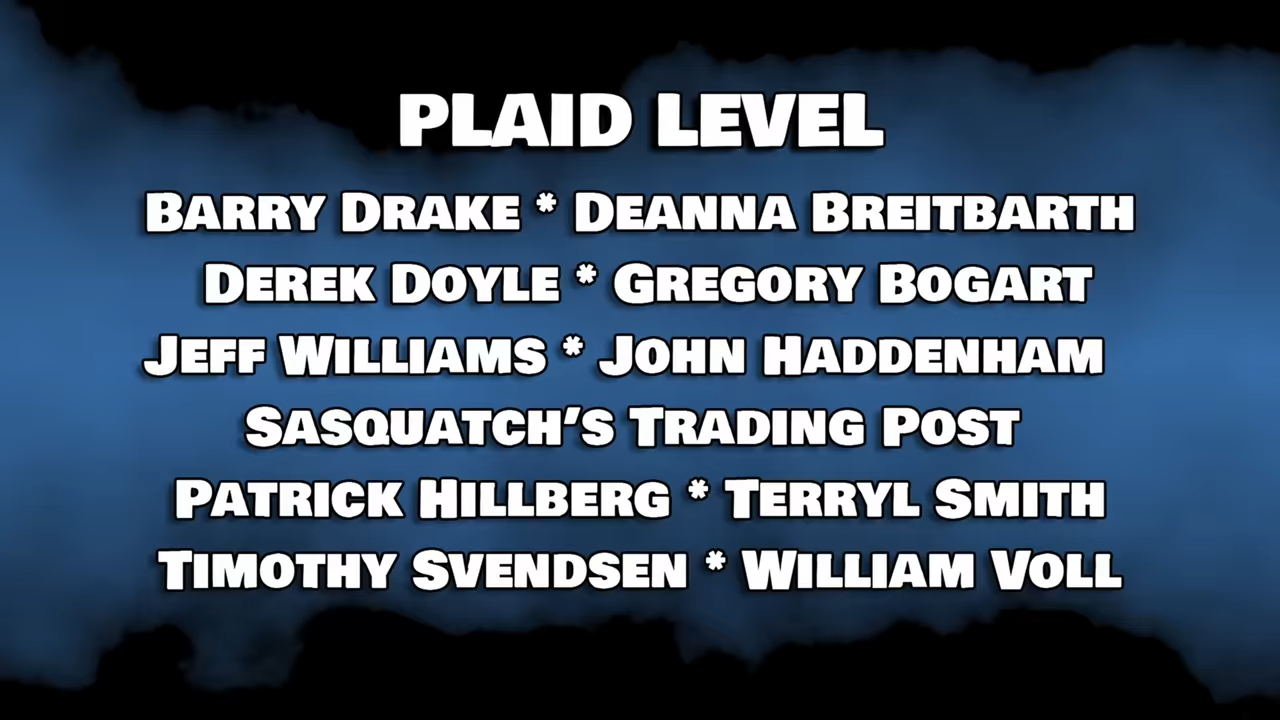 PLAID LEVEL
BARRY DRAKE * DEANNA BREITBARTH
DEREK DOYLE * GREGORY BOGART
JEFF WILLIAMS * JOHN HADDENHAM
SASQUATCH'S TRADING POST
PATRICK HILLBERG * TERRYL SMITH
TIMOTHY SVENDSEN * WILLIAM VOLL